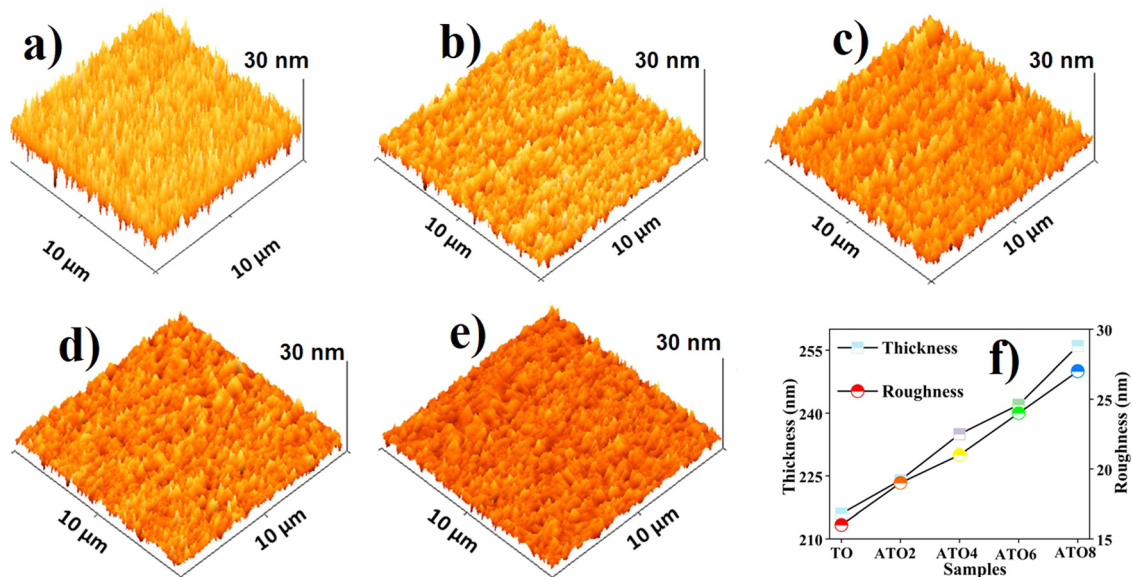 a)
30 nm
10 µm
10 µm
b)
30 nm
10 µm
10 µm
c)
30 nm
10 µm
10 µm
d)
30 nm
10 µm
10 µm
e)
30 nm
10 µm
10 µm
f)
Thickness
Roughness
Thickness (nm)
255
240
225
210
Roughness (nm)
30
25
20
15
TO ATO2 ATO4 ATO6 ATO8
Samples